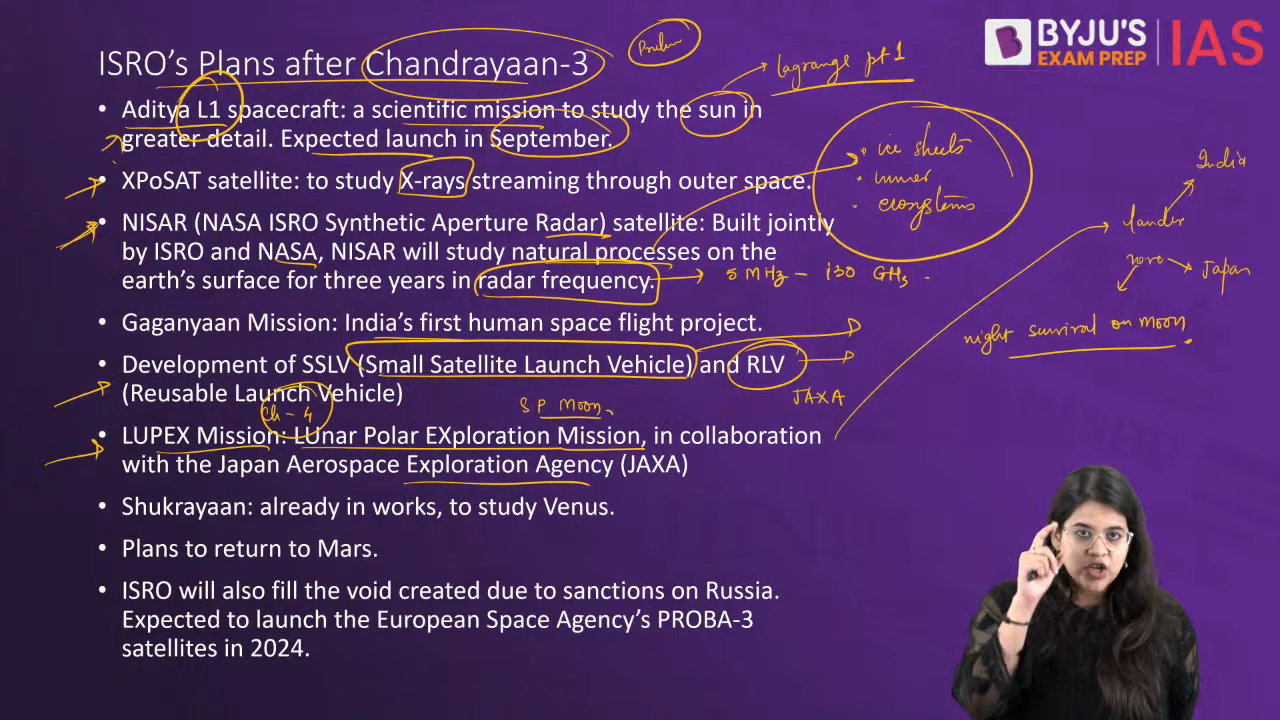 ISRO's Plans after Chandrayaan-3
BYJU'S IAS
EXAM PREP
Prelim
lagrange pt 1
• Aditya L1 spacecraft: a scientific mission to study the sun in
greater detail. Expected launch in September.
• XPoSAT satellite: to study X-rays streaming through outer space.
• NISAR (NASA ISRO Synthetic Aperture Radar) satellite: Built jointly
by ISRO and NASA, NISAR will study natural processes on the
earth's surface for three years in radar frequency.
• ice sheets
•
• ecosystems
5 MHz - 130 GHz
• Gaganyaan Mission: India's first human space flight project.
• Development of SSLV (Small Satellite Launch Vehicle) and RLV
(Reusable Launch Vehicle)
JAXA
Ch-4
SP Moon
• LUPEX Mission: LUnar Polar EXploration Mission, in collaboration
with the Japan Aerospace Exploration Agency (JAXA)
India
lander
Japan
night survival on moon.
• Shukrayaan: already in works, to study Venus.
• Plans to return to Mars.
• ISRO will also fill the void created due to sanctions on Russia.
Expected to launch the European Space Agency's PROBA-3
satellites in 2024.